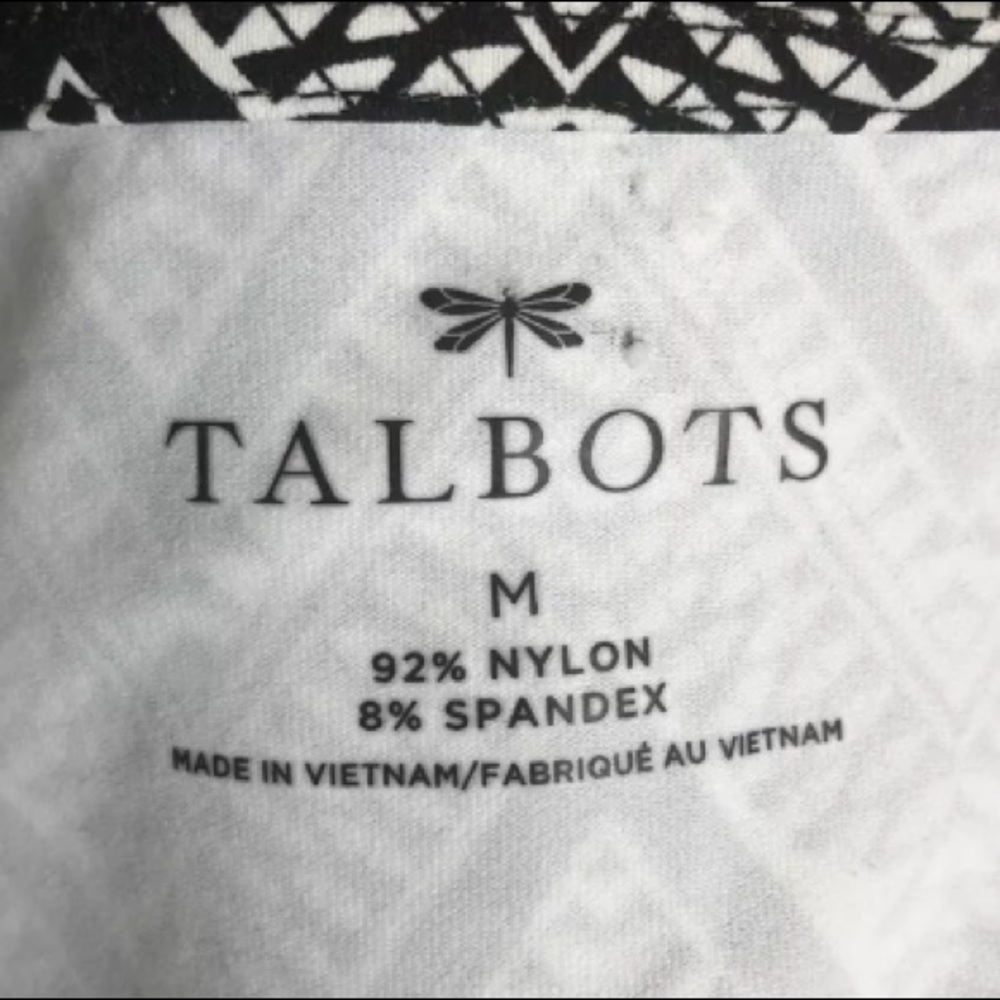 TALBOTS
M
92% NYLON
8% SPANDEX
MADE IN VIETNAM/FABRIQUÉ AU VIETNAM